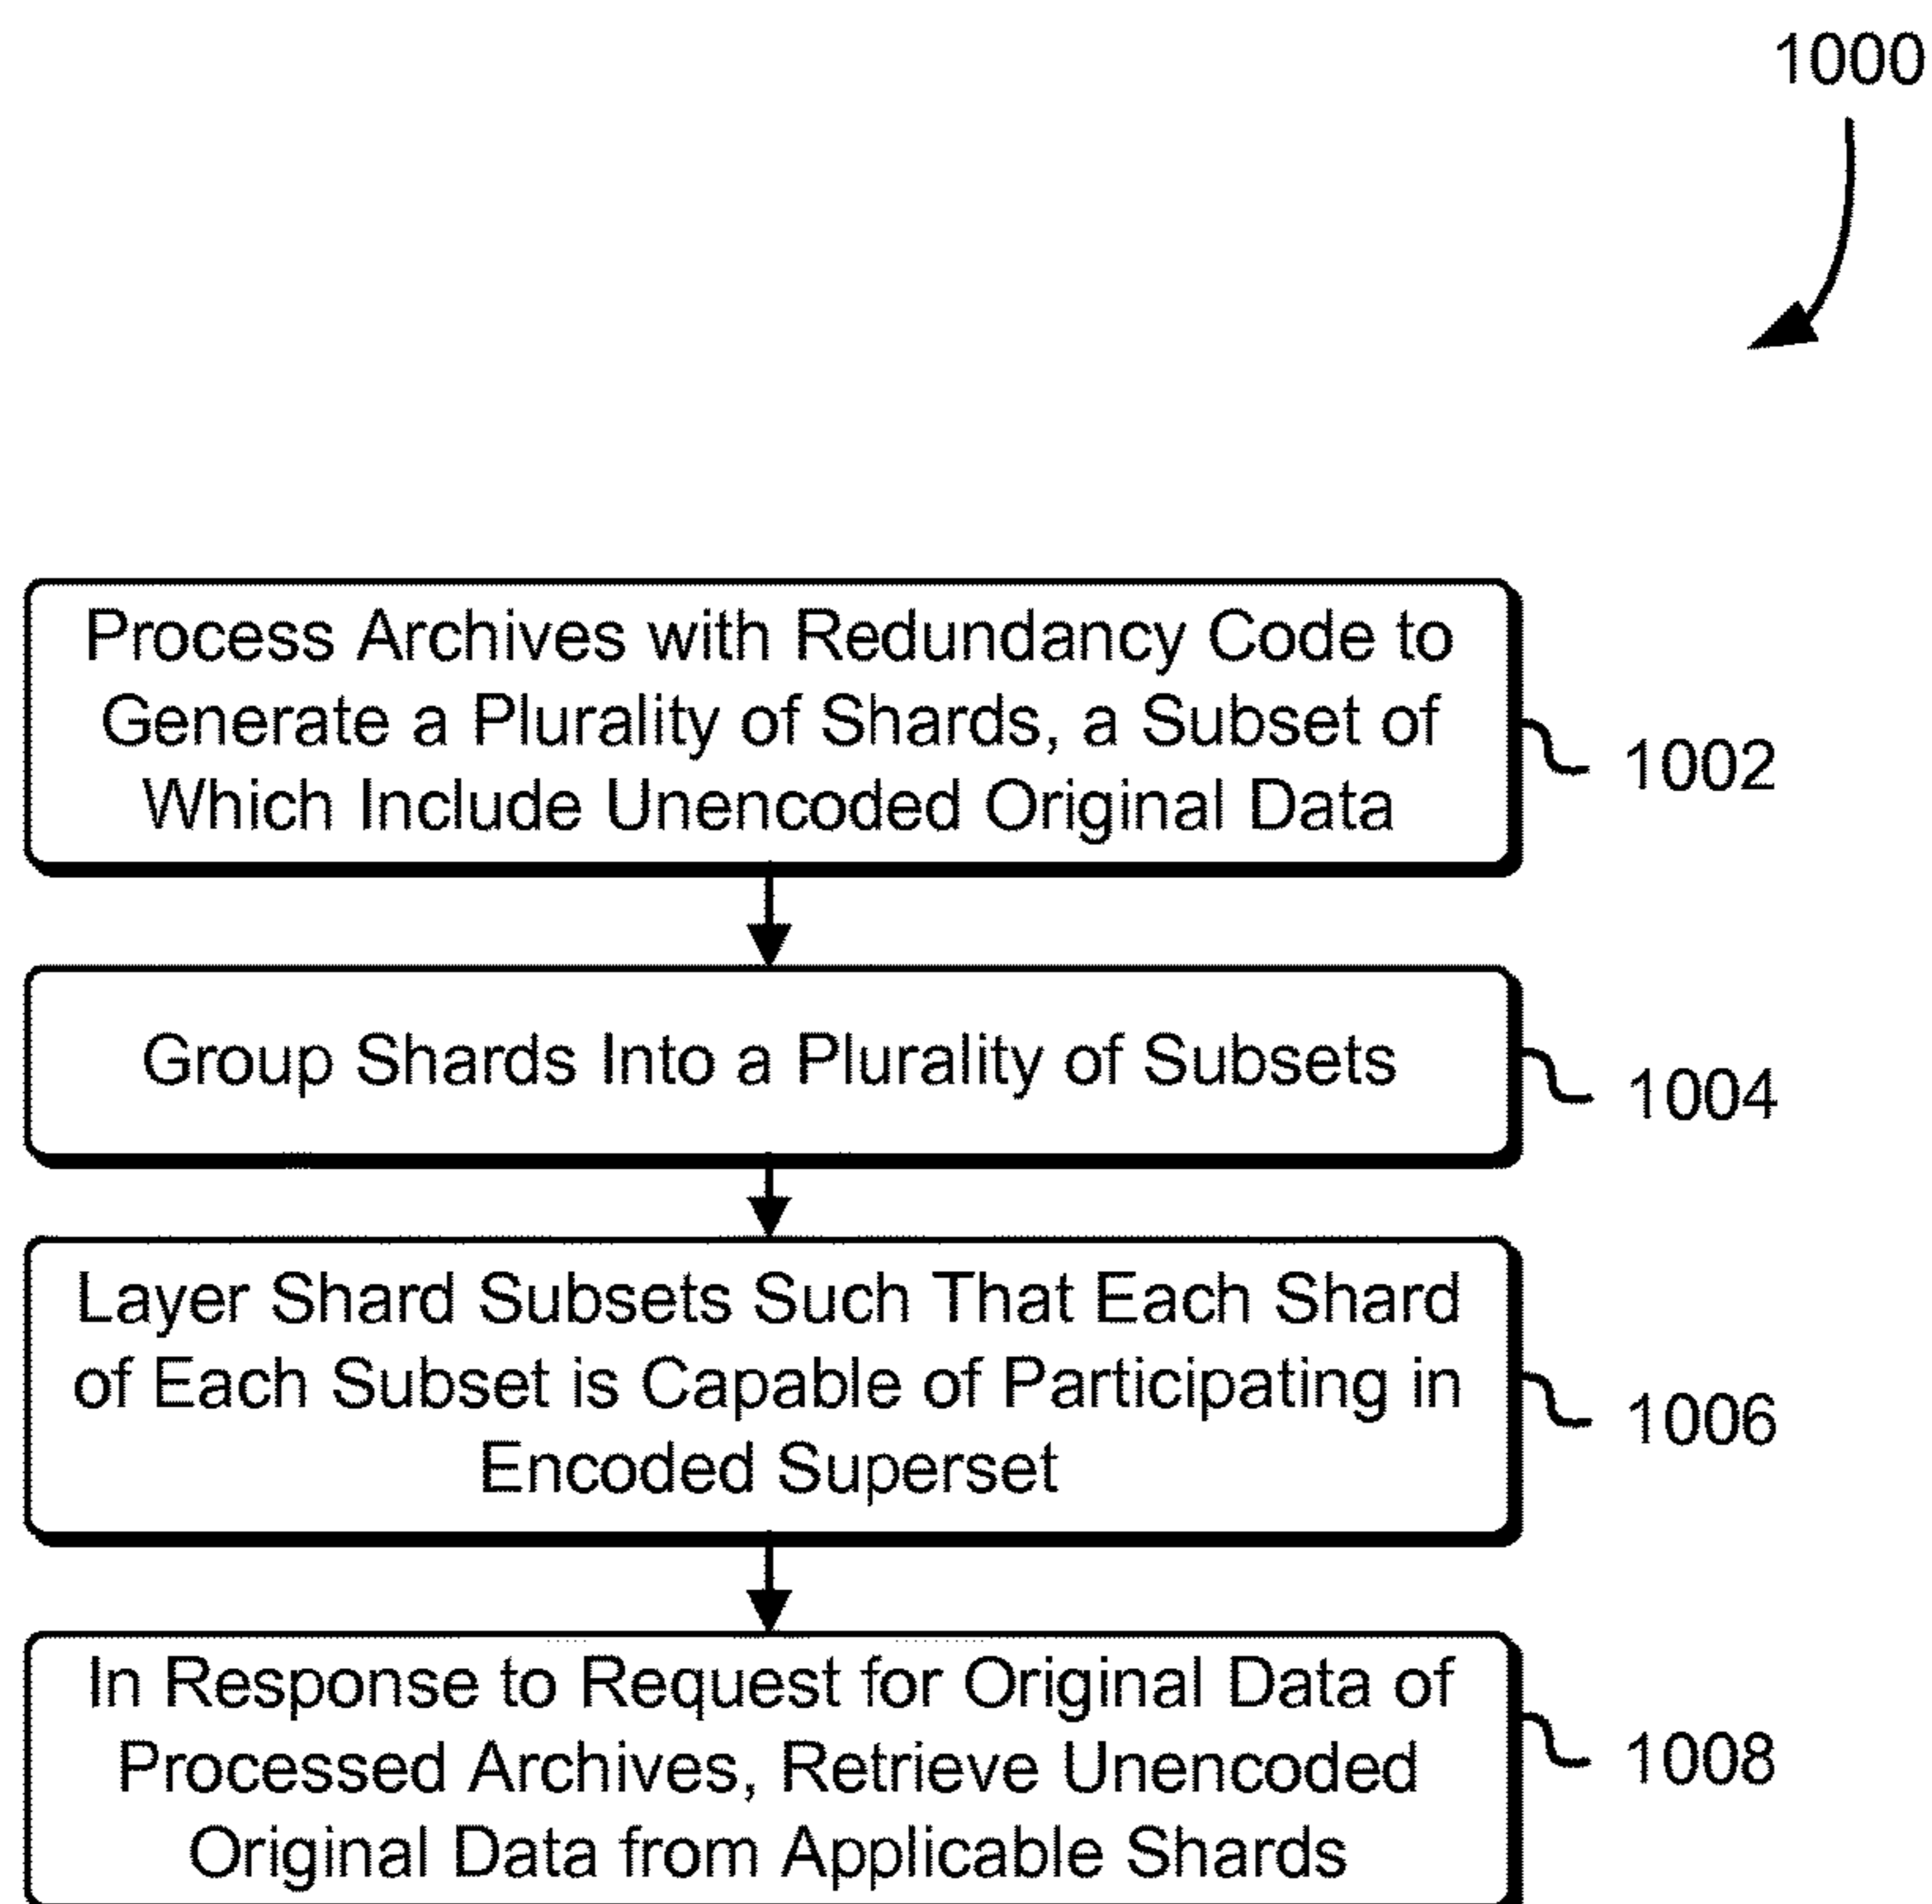 1000
Process Archives with Redundancy Code to
Generate a Plurality of Shards, a Subset of
Which Include Unencoded Original Data
1002
Group Shards Into a Plurality of Subsets
1004
Layer Shard Subsets Such That Each Shard
of Each Subset is Capable of Participating in
Encoded Superset
1006
In Response to Request for Original Data of
Processed Archives, Retrieve Unencoded
Original Data from Applicable Shards
1008